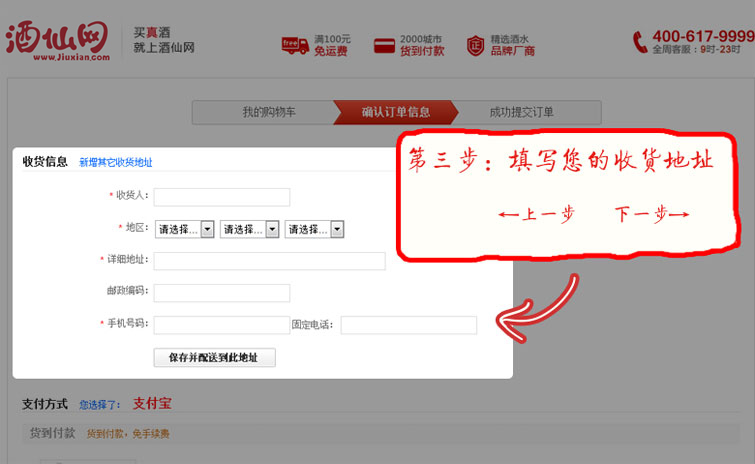 酒仙网
www.Jiuxian.com
买真酒
就上酒仙网
满100元
免运费
2000城市
货到付款
正
精选酒水
品牌厂商
400-617-9999
全周客服：9时-23时
我的购物车
确认订单信息
成功提交订单
第三步：填写您的收货地址
←上一步 下一步→
收货信息 新增其它收货地址
* 收货人：
* 地区： 请选择... 请选择... 请选择...
* 详细地址：
邮政编码：
* 手机号码： 固定电话：
保存并配送到此地址
支付方式 您选择了： 支付宝
货到付款 货到付款，免手续费